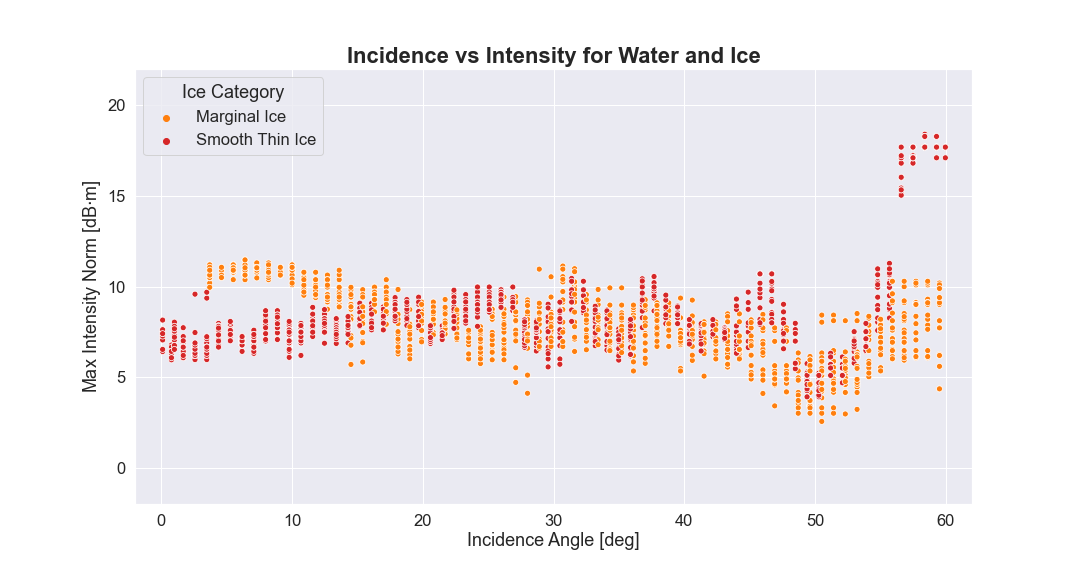 Incidence vs Intensity for Water and Ice
Ice Category
Marginal Ice
Smooth Thin Ice
Max Intensity Norm [dB·m]
20
15
10
5
0
0 10 20 30 40 50 60
Incidence Angle [deg]